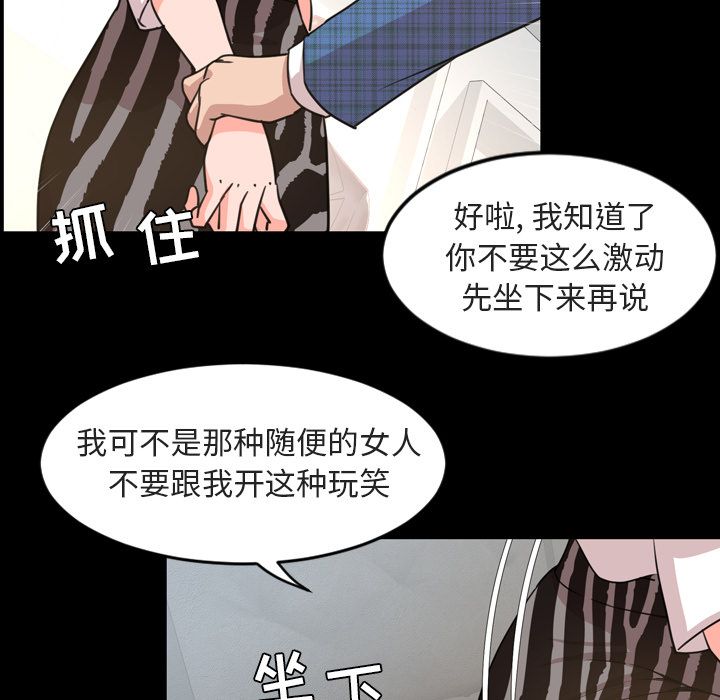 抓住
好啦, 我知道了
你不要这么激动
先坐下来再说
我可不是那种随便的女人
不要跟我开这种玩笑
坐下